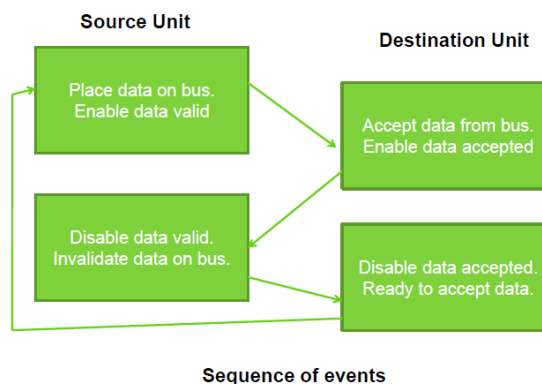 Source Unit
Destination Unit
Place data on bus.
Enable data valid
Accept data from bus.
Enable data accepted
Disable data valid.
Invalidate data on bus.
Disable data accepted.
Ready to accept data.
Sequence of events